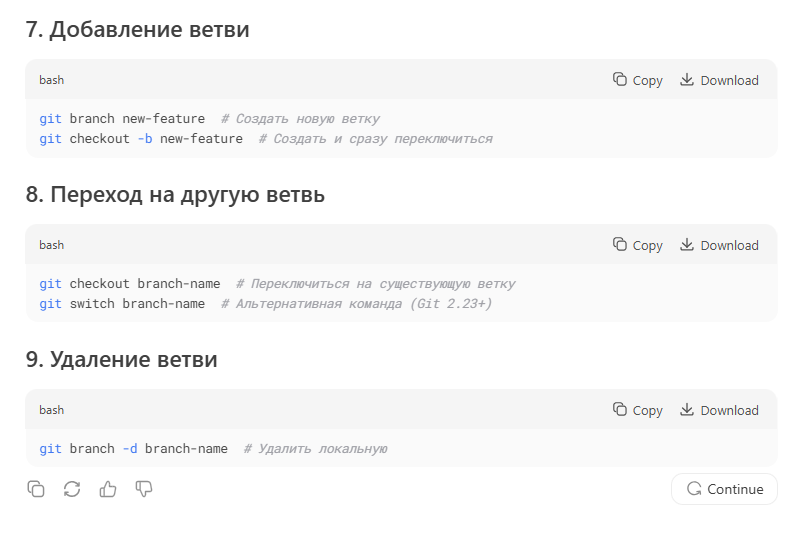 7. Добавление ветви
bash
Copy
Download
git branch new-feature  # Создать новую ветку
git checkout -b new-feature  # Создать и сразу переключиться
8. Переход на другую ветвь
bash
Copy
Download
git checkout branch-name  # Переключиться на существующую ветку
git switch branch-name  # Альтернативная команда (Git 2.23+)
9. Удаление ветви
bash
Copy
Download
git branch -d branch-name  # Удалить локальную
Continue